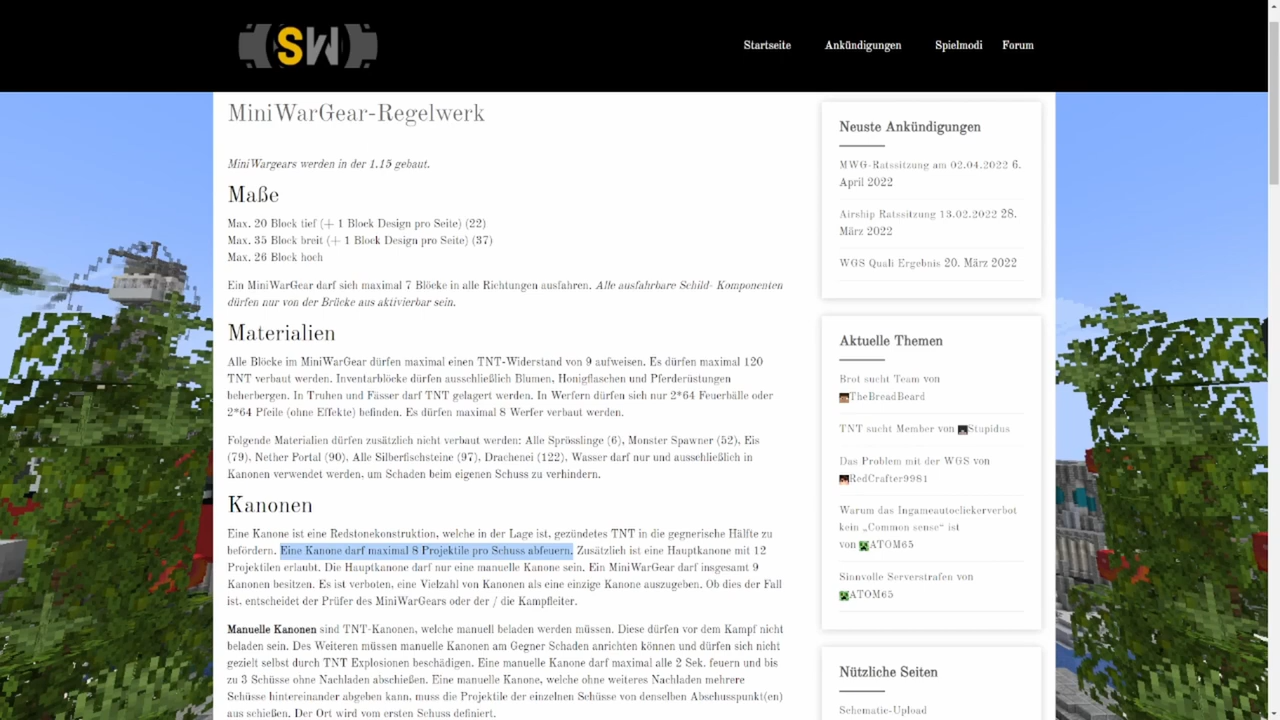 SW
Startseite
Ankündigungen
Spielmodi
Forum
MiniWarGear-Regelwerk
MiniWargears werden in der 1.15 gebaut.
Maße
Max. 20 Block tief (+ 1 Block Design pro Seite) (22)
Max. 35 Block breit (+ 1 Block Design pro Seite) (37)
Max. 26 Block hoch
Ein MiniWarGear darf sich maximal 7 Blöcke in alle Richtungen ausfahren. Alle ausfahrbare Schild- Komponenten
dürfen nur von der Brücke aus aktivierbar sein.
Materialien
Alle Blöcke im MiniWarGear dürfen maximal einen TNT-Widerstand von 9 aufweisen. Es dürfen maximal 120
TNT verbaut werden. Inventarblöcke dürfen ausschließlich Blumen, Honigflaschen und Pferderüstungen
beherbergen. In Truhen und Fässer darf TNT gelagert werden. In Werfern dürfen sich nur 2*64 Feuerbälle oder
2*64 Pfeile (ohne Effekte) befinden. Es dürfen maximal 8 Werfer verbaut werden.
Folgende Materialien dürfen zusätzlich nicht verbaut werden: Alle Sprösslinge (6), Monster Spawner (52), Eis
(79), Nether Portal (90), Alle Silberfischsteine (97), Drachenei (122), Wasser darf nur und ausschließlich in
Kanonen verwendet werden, um Schaden beim eigenen Schuss zu verhindern.
Kanonen
Eine Kanone ist eine Redstonekonstruktion, welche in der Lage ist, gezündetes TNT in die gegnerische Hälfte zu
befördern. Eine Kanone darf maximal 8 Projektile pro Schuss abfeuern. Zusätzlich ist eine Hauptkanone mit 12
Projektilen erlaubt. Die Hauptkanone darf nur eine manuelle Kanone sein. Ein MiniWarGear darf insgesamt 9
Kanonen besitzen. Es ist verboten, eine Vielzahl von Kanonen als eine einzige Kanone auszugeben. Ob dies der Fall
ist, entscheidet der Prüfer des MiniWarGears oder der / die Kampfleiter.
Manuelle Kanonen sind TNT-Kanonen, welche manuell beladen werden müssen. Diese dürfen vor dem Kampf nicht
beladen sein. Des Weiteren müssen manuelle Kanonen am Gegner Schaden anrichten können und dürfen sich nicht
gezielt selbst durch TNT Explosionen beschädigen. Eine manuelle Kanone darf maximal alle 2 Sek. feuern und bis
zu 3 Schüsse ohne Nachladen abschießen. Eine manuelle Kanone, welche ohne weiteres Nachladen mehrere
Schüsse hintereinander abgeben kann, muss die Projektile der einzelnen Schüsse von denselben Abschusspunkt(en)
aus schießen. Der Ort wird vom ersten Schuss definiert.
Neuste Ankündigungen
MWG-Ratssitzung am 02.04.2022 6.
April 2022
Airship Ratssitzung 13.02.2022 28.
März 2022
WGS Quali Ergebnis 20. März 2022
Aktuelle Themen
Brot sucht Team von
TheBreadBeard
TNT sucht Member von Stupidus
Das Problem mit der WGS von
RedCrafter9981
Warum das Ingameautoclickerverbot
kein „Common sense“ ist
von ATOM65
Sinnvolle Serverstrafen von
ATOM65
Nützliche Seiten
Schematic-Upload